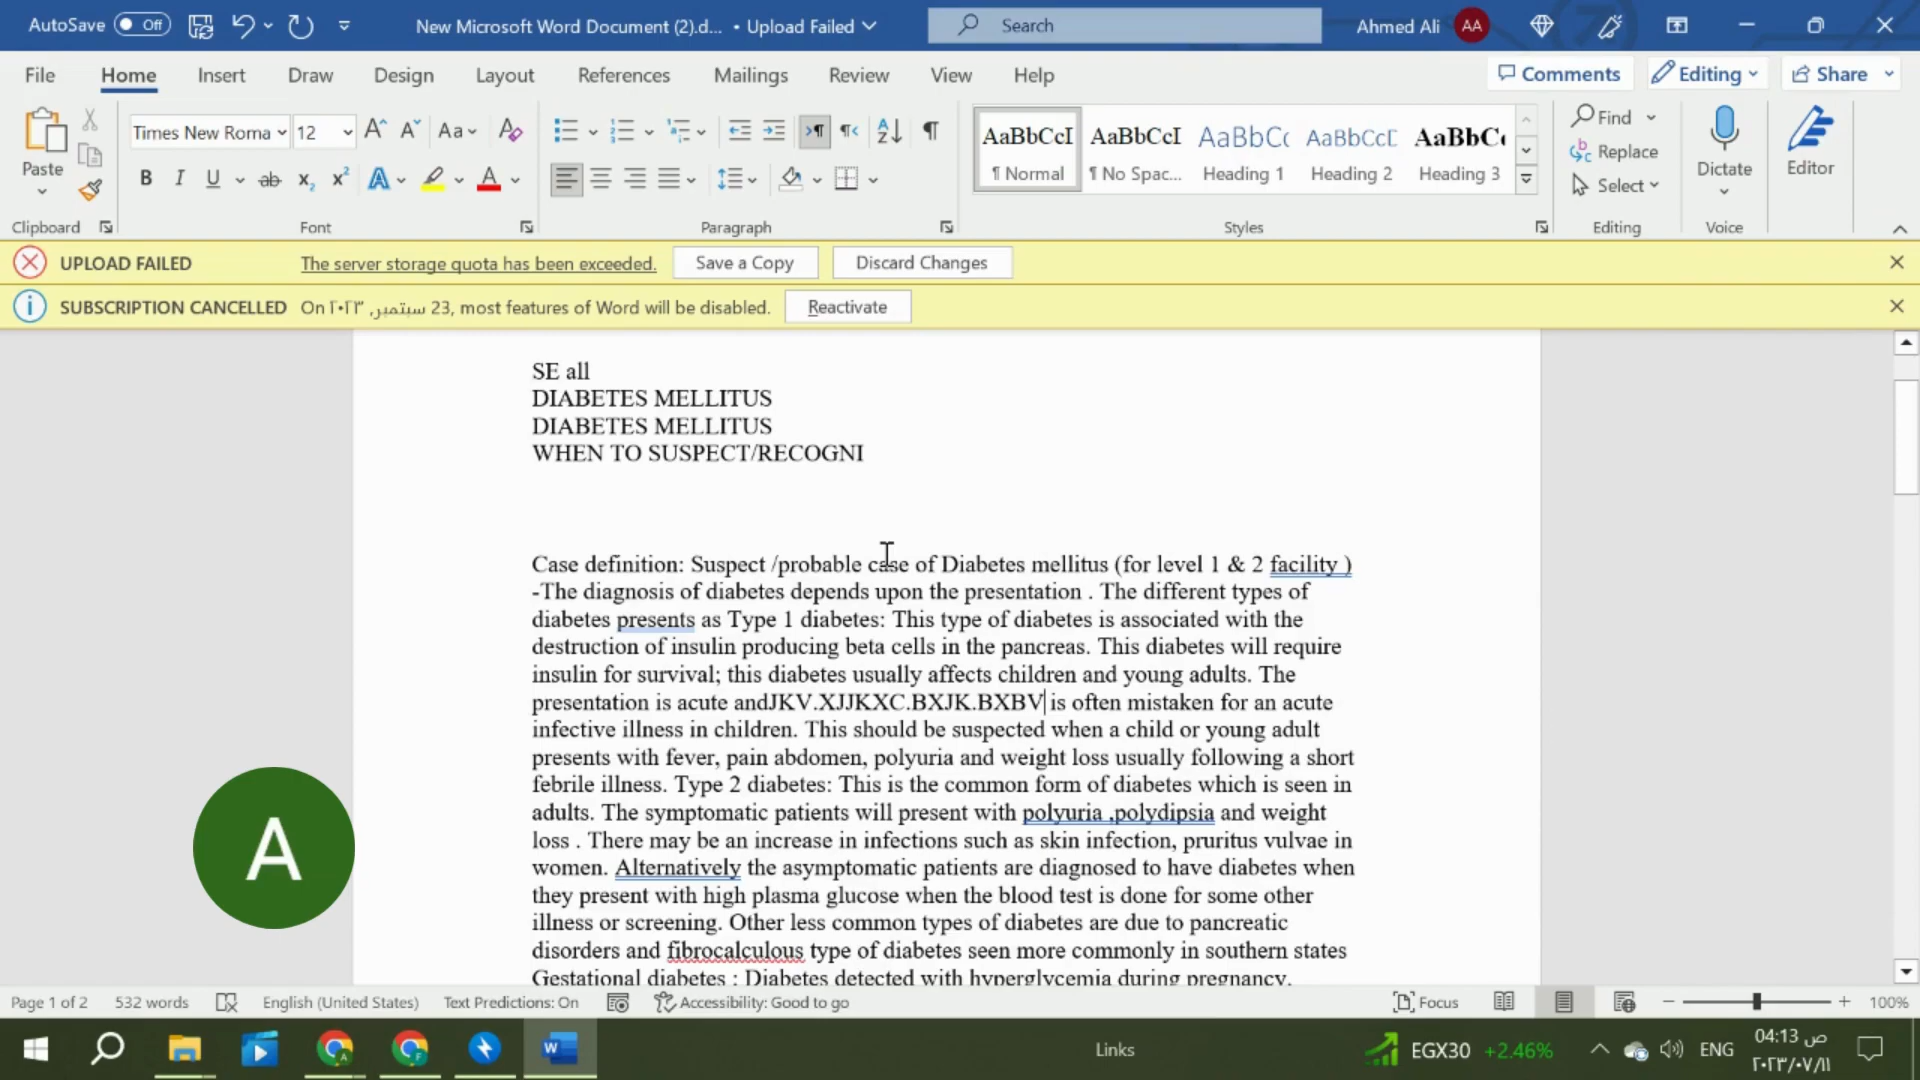 AutoSave Off New Microsoft Word Document (2).d... • Upload Failed Search Ahmed Ali AA
File Home Insert Draw Design Layout References Mailings Review View Help Comments Editing Share
Paste
Clipboard
Times New Roma 12 Aa
B I U ab x₂ x² A A
Font
Paragraph
AaBbCcI AaBbCcI AaBbC( AaBbCcD AaBbC(
¶ Normal ¶ No Spac... Heading 1 Heading 2 Heading 3
Styles
Find
Replace
Select
Editing
Dictate
Voice
Editor
UPLOAD FAILED The server storage quota has been exceeded. Save a Copy Discard Changes
SUBSCRIPTION CANCELLED On ٢٠٢٣ سبتمبر, 23, most features of Word will be disabled. Reactivate
SE all
DIABETES MELLITUS
DIABETES MELLITUS
WHEN TO SUSPECT/RECOGNI
Case definition: Suspect /probable case of Diabetes mellitus (for level 1 & 2 facility )
-The diagnosis of diabetes depends upon the presentation . The different types of
diabetes presents as Type 1 diabetes: This type of diabetes is associated with the
destruction of insulin producing beta cells in the pancreas. This diabetes will require
insulin for survival; this diabetes usually affects children and young adults. The
presentation is acute andJKV.XJJKXC.BXJK.BXBV is often mistaken for an acute
infective illness in children. This should be suspected when a child or young adult
presents with fever, pain abdomen, polyuria and weight loss usually following a short
febrile illness. Type 2 diabetes: This is the common form of diabetes which is seen in
adults. The symptomatic patients will present with polyuria ,polydipsia and weight
loss . There may be an increase in infections such as skin infection, pruritus vulvae in
women. Alternatively the asymptomatic patients are diagnosed to have diabetes when
they present with high plasma glucose when the blood test is done for some other
illness or screening. Other less common types of diabetes are due to pancreatic
disorders and fibrocalculous type of diabetes seen more commonly in southern states
Gestational diabetes : Diabetes detected with hyperglycemia during pregnancy.
A
Page 1 of 2 532 words English (United States) Text Predictions: On Accessibility: Good to go Focus 100%
Links EGX30 +2.46% ENG 04:13 ص
٢٠٢٣/٠٧/١١